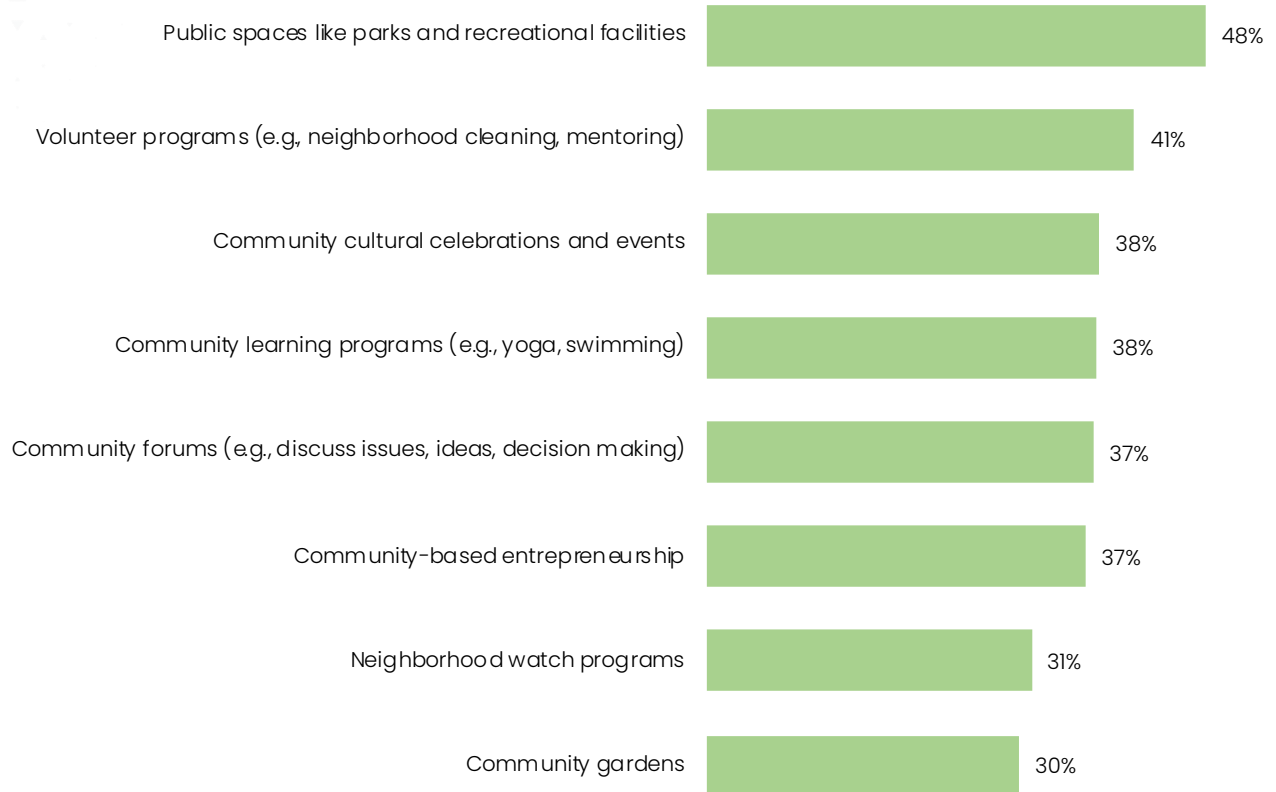 Public spaces like parks and recreational facilities 48%
Volunteer programs (e.g., neighborhood cleaning, mentoring) 41%
Community cultural celebrations and events 38%
Community learning programs (e.g., yoga, swimming) 38%
Community forums (e.g., discuss issues, ideas, decision making) 37%
Community-based entrepreneurship 37%
Neighborhood watch programs 31%
Community gardens 30%